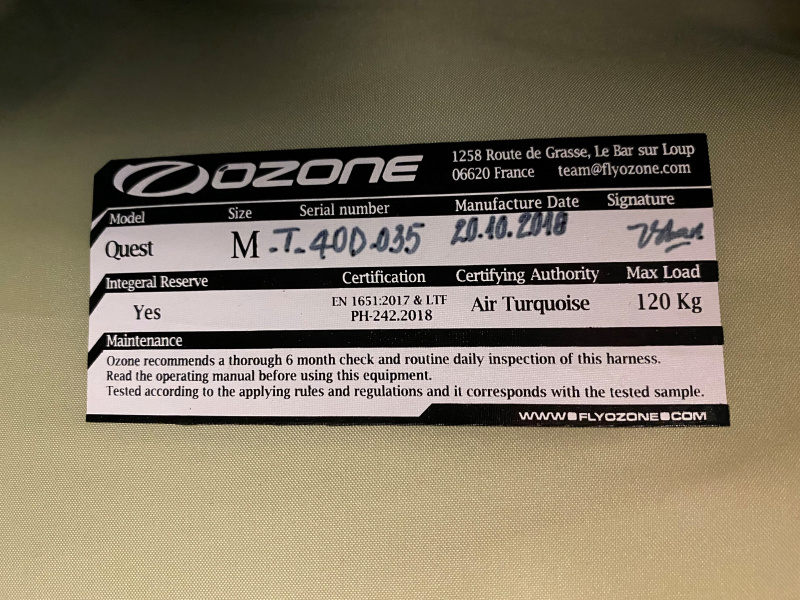 OZONE
1258 Route de Grasse, Le Bar sur Loup
06620 France team@flyozone.com
Model Size Serial number Manufacture Date Signature
Quest M -T-40D-035 20.10.2018
Integeral Reserve Certification Certifying Authority Max Load
Yes EN 1651:2017 & LTF Air Turquoise 120 Kg
PH-242.2018
Maintenance
Ozone recommends a thorough 6 month check and routine daily inspection of this harness.
Read the operating manual before using this equipment.
Tested according to the applying rules and regulations and it corresponds with the tested sample.
WWW.FLYOZONE.COM